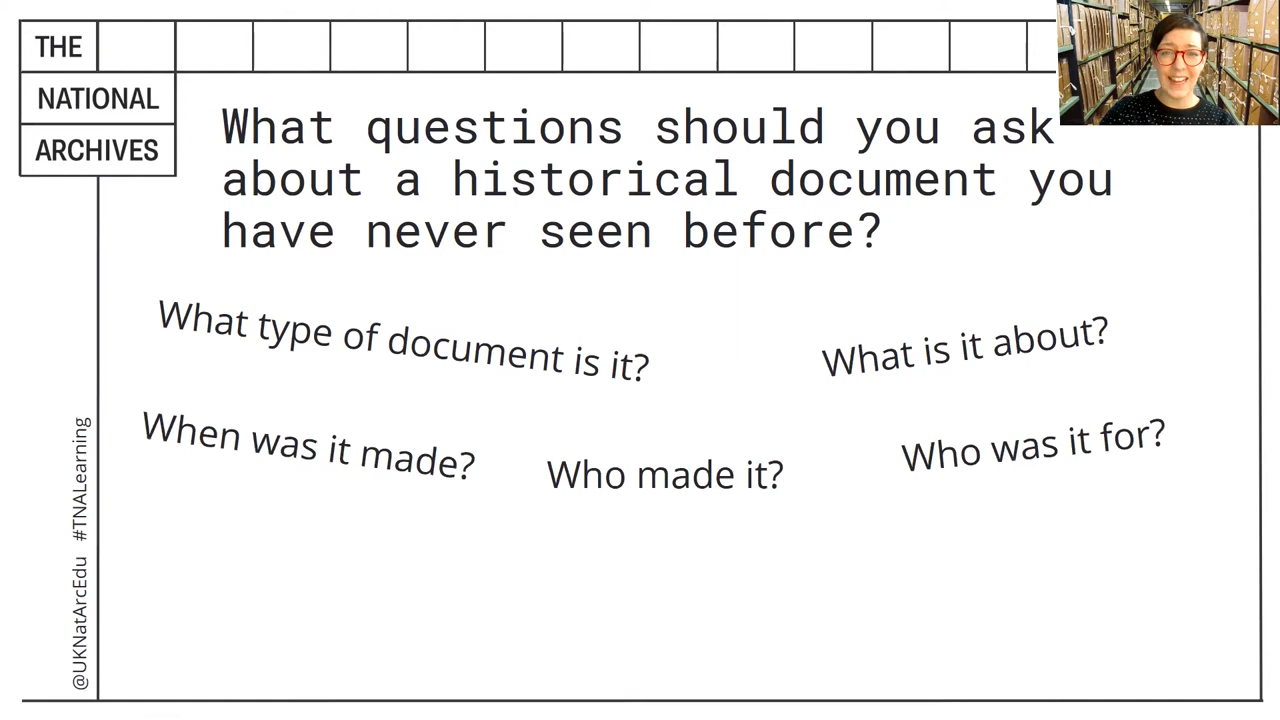 THE
NATIONAL
ARCHIVES
What questions should you ask
about a historical document you
have never seen before?
What type of document is it?
What is it about?
When was it made?
Who made it?
Who was it for?
@UKNatArcEdu #TNALearning